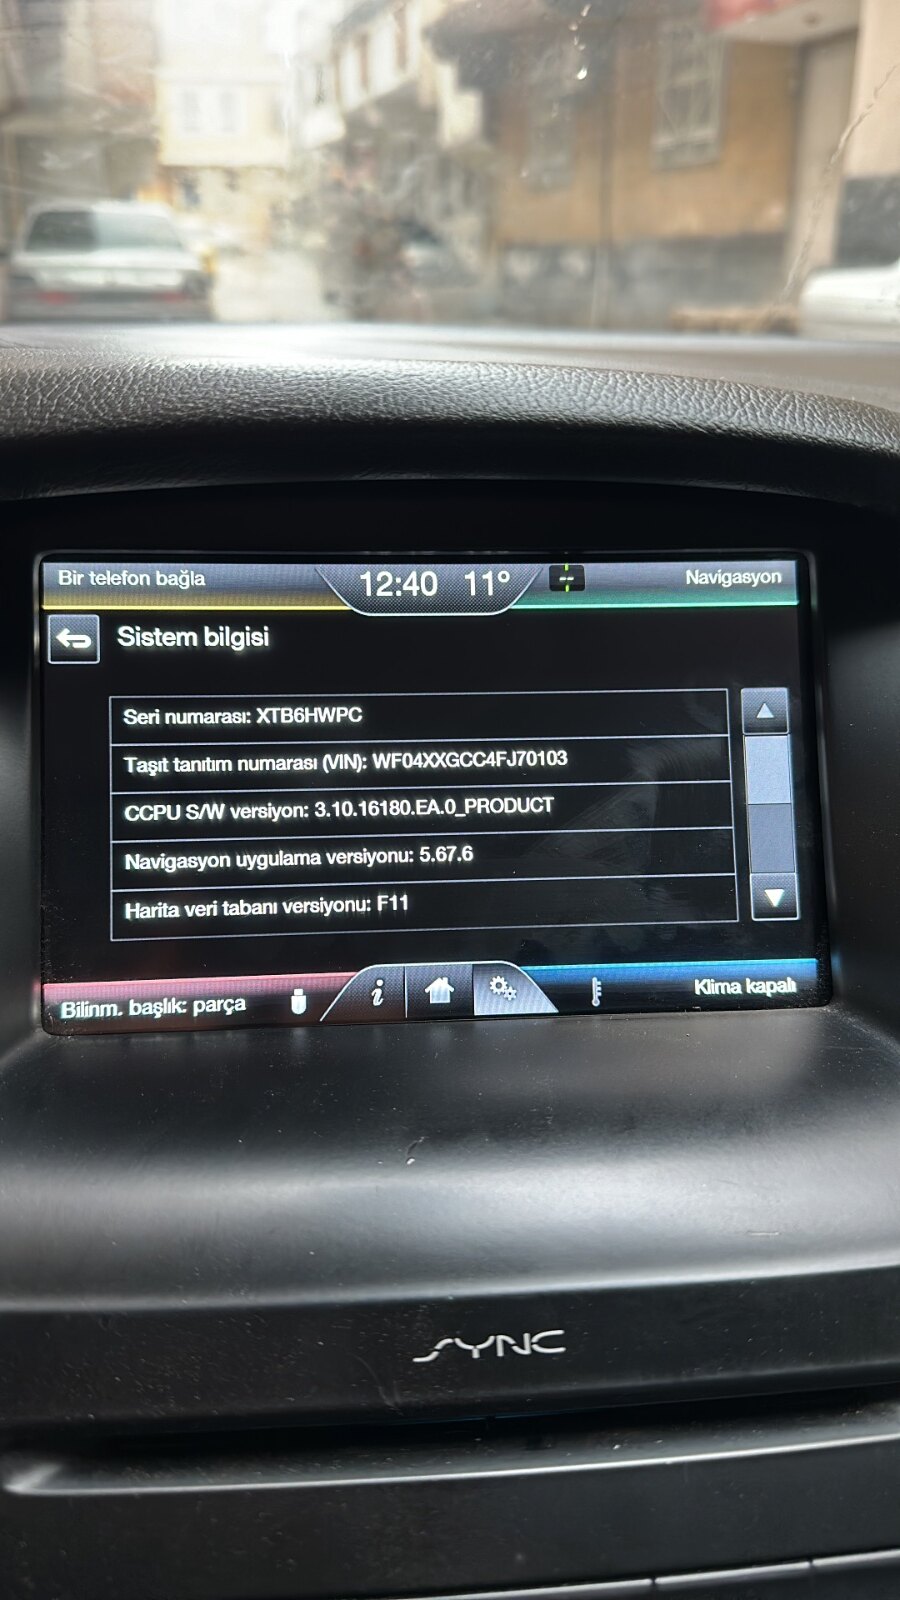 Bir telefon bağla
12:40 11°
--
Navigasyon
Sistem bilgisi
Seri numarası: XTB6HWPC
Taşıt tanıtım numarası (VIN): WF04XXGCC4FJ70103
CCPU S/W versiyon: 3.10.16180.EA.0_PRODUCT
Navigasyon uygulama versiyonu: 5.67.6
Harita veri tabanı versiyonu: F11
Bilinm. başlık: parça
i
Klima kapalı
SYNC